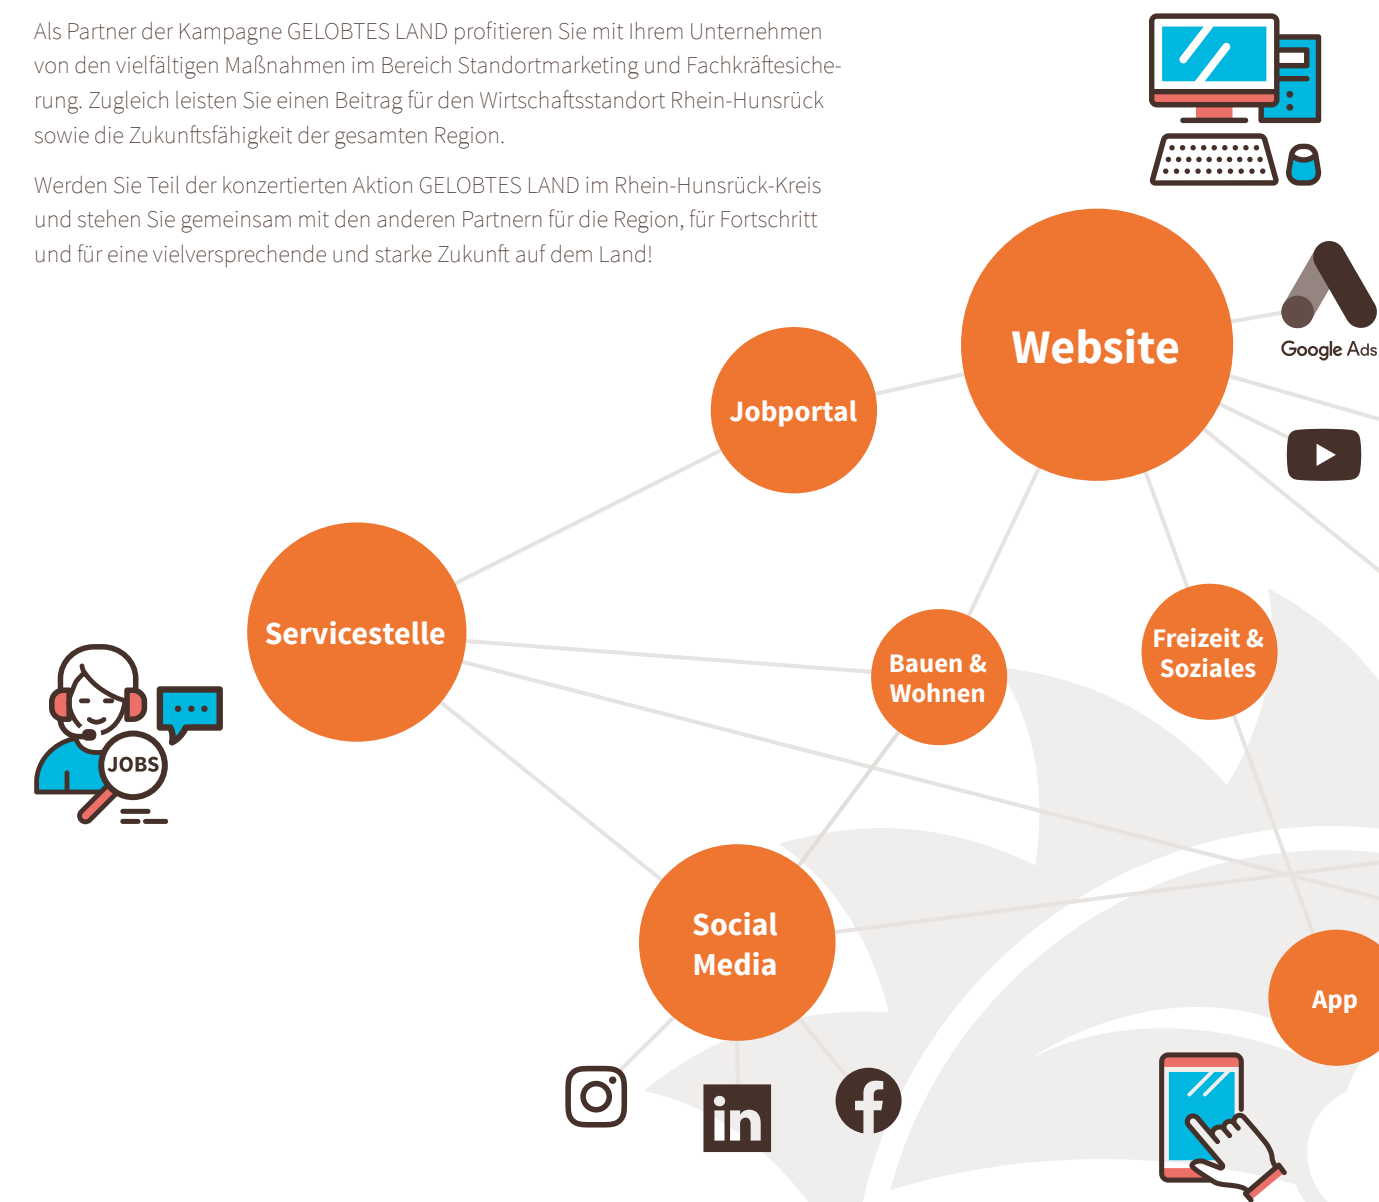 Als Partner der Kampagne GELOBTES LAND profitieren Sie mit Ihrem Unternehmen
von den vielfältigen Maßnahmen im Bereich Standortmarketing und Fachkräftesiche-
rung. Zugleich leisten Sie einen Beitrag für den Wirtschaftsstandort Rhein-Hunsrück
sowie die Zukunftsfähigkeit der gesamten Region.
Werden Sie Teil der konzertierten Aktion GELOBTES LAND im Rhein-Hunsrück-Kreis
und stehen Sie gemeinsam mit den anderen Partnern für die Region, für Fortschritt
und für eine vielversprechende und starke Zukunft auf dem Land!
Website
Google Ads
Jobportal
Servicestelle
Freizeit &
Soziales
Bauen &
Wohnen
JOBS
Social
Media
App
in